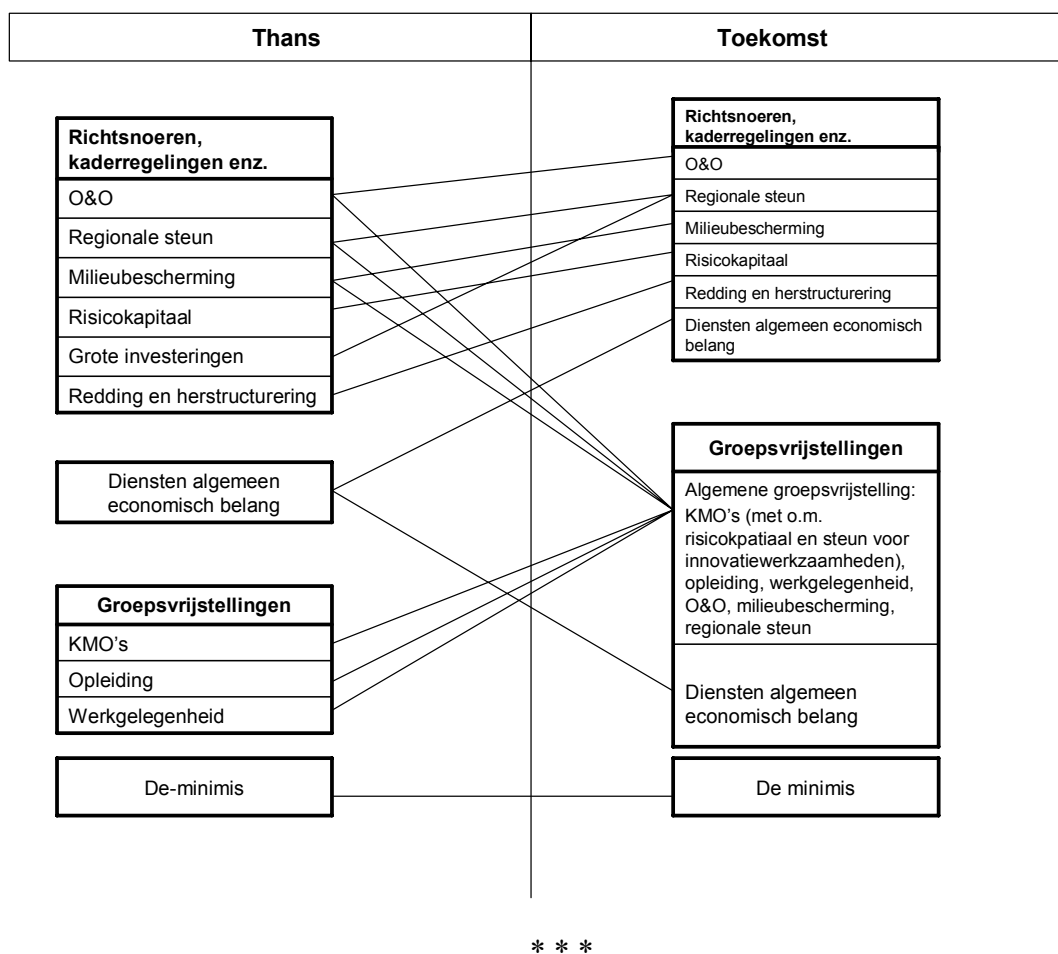 Thans
Toekomst
Richtsnoeren,
kaderregelingen enz.
O&O
Regionale steun
Milieubescherming
Risicokapitaal
Grote investeringen
Redding en herstructurering
Diensten algemeen
economisch belang
Groepsvrijstellingen
KMO's
Opleiding
Werkgelegenheid
De-minimis
Richtsnoeren,
kaderregelingen enz.
O&O
Regionale steun
Milieubescherming
Risicokapitaal
Redding en herstructurering
Diensten algemeen economisch
belang
Groepsvrijstellingen
Algemene groepsvrijstelling:
KMO's (met o.m.
risicokpatiaal en steun voor
innovatiewerkzaamheden),
opleiding, werkgelegenheid,
O&O, milieubescherming,
regionale steun
Diensten algemeen
economisch belang
De minimis
* * *